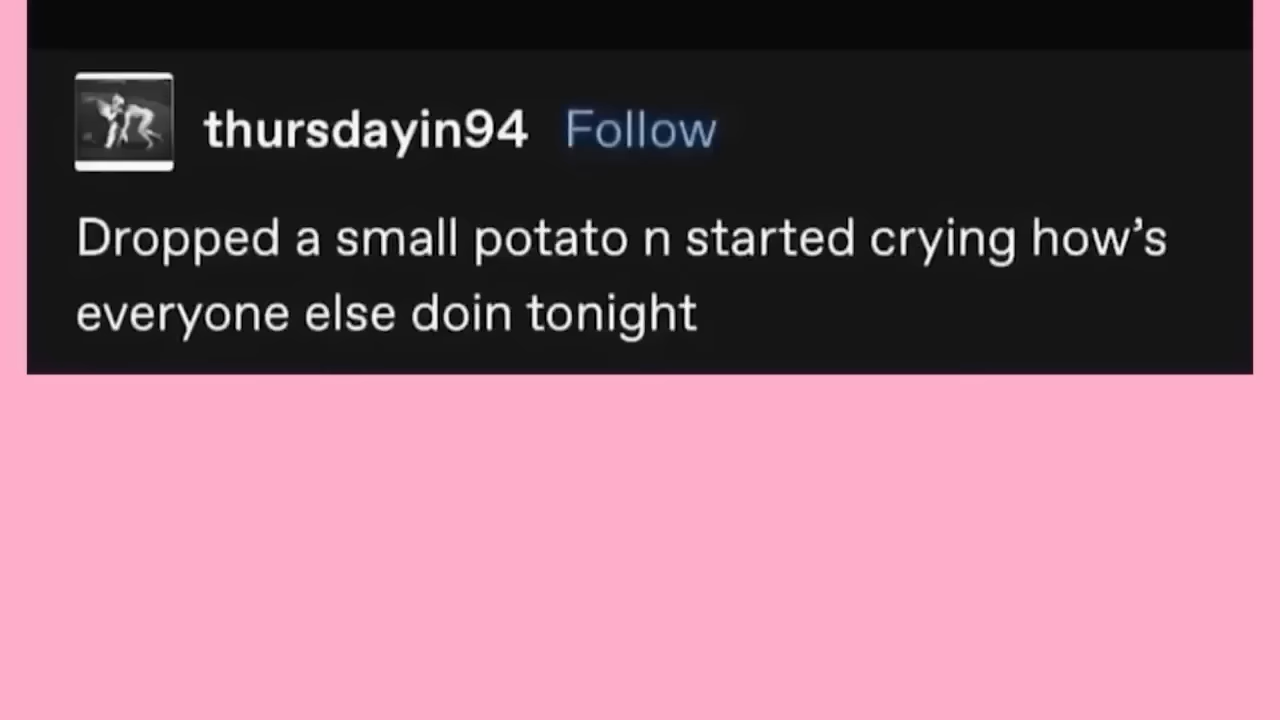 thursdayin94 Follow
Dropped a small potato n started crying how’s
everyone else doin tonight